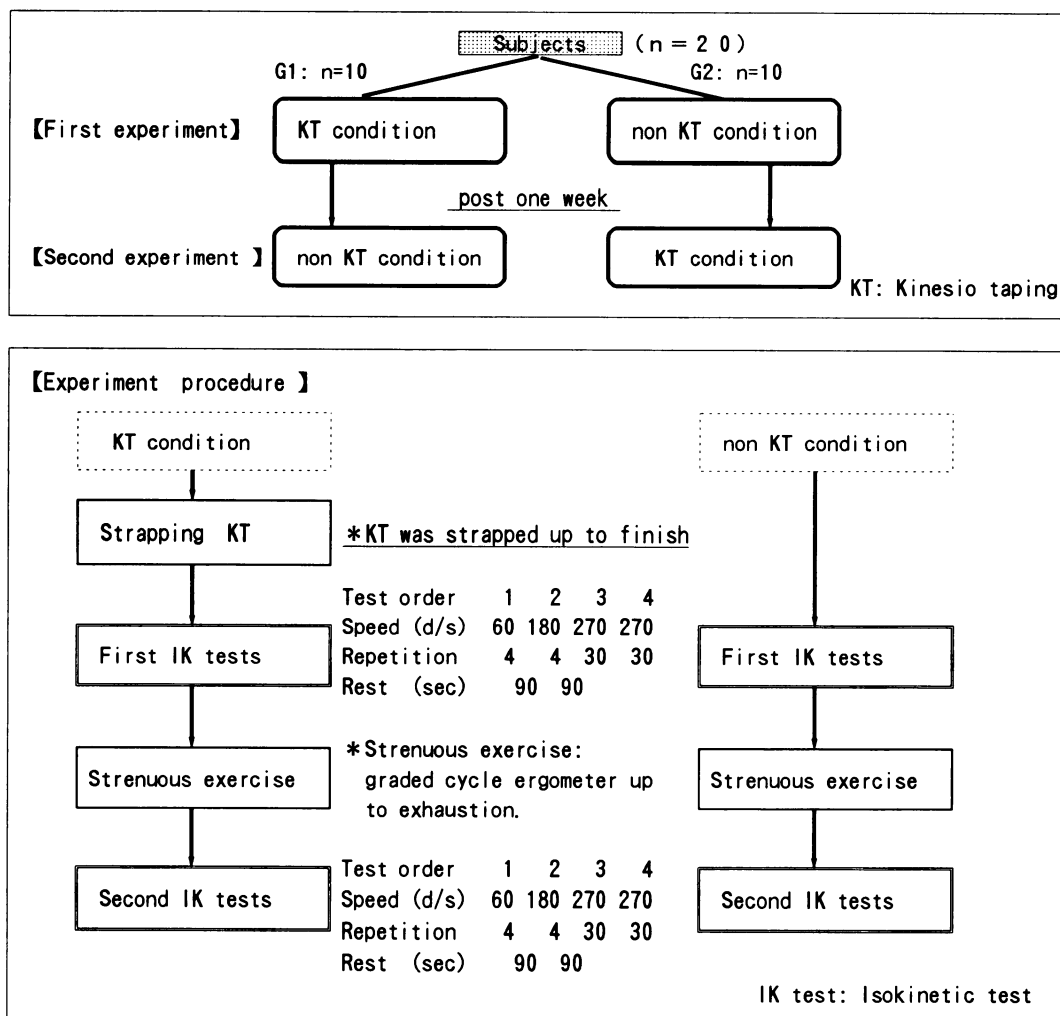 Subjects (n=20)
G1: n=10 G2: n=10
【First experiment】 KT condition non KT condition
post one week
【Second experiment 】 non KT condition KT condition
KT: Kinesio taping
【Experiment procedure 】
KT condition non KT condition
Strapping KT *KT was strapped up to finish
Test order 1 2 3 4
Speed (d/s) 60 180 270 270
First IK tests Repetition 4 4 30 30 First IK tests
Rest (sec) 90 90
*Strenuous exercise:
Strenuous exercise graded cycle ergometer up Strenuous exercise
to exhaustion.
Test order 1 2 3 4
Second IK tests Speed (d/s) 60 180 270 270 Second IK tests
Repetition 4 4 30 30
Rest (sec) 90 90
IK test: Isokinetic test